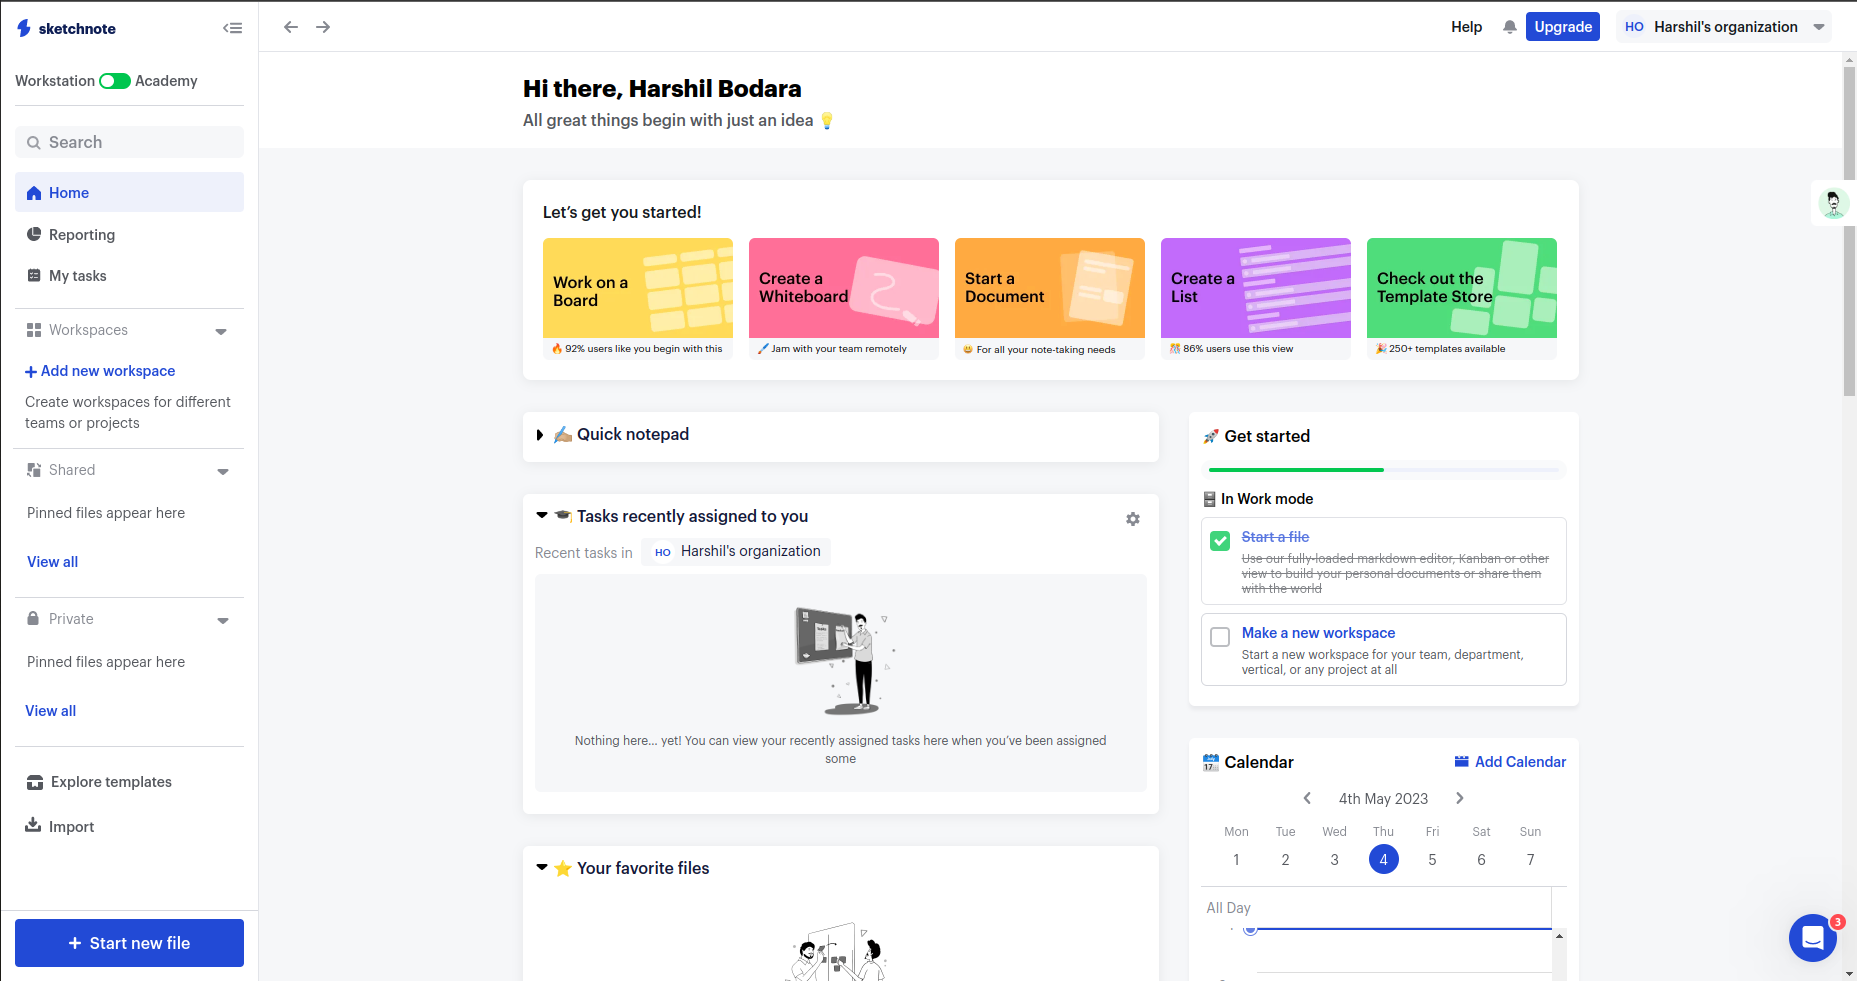 sketchnote
Workstation Academy
Search
Home
Reporting
My tasks
Workspaces
+ Add new workspace
Create workspaces for different
teams or projects
Shared
Pinned files appear here
View all
Private
Pinned files appear here
View all
Explore templates
Import
+ Start new file
Help
Upgrade
HO Harshil's organization
Hi there, Harshil Bodara
All great things begin with just an idea 💡
Let’s get you started!
Work on a
Board
🔥 92% users like you begin with this
Create a
Whiteboard
🖌️ Jam with your team remotely
Start a
Document
😀 For all your note-taking needs
Create a
List
🎊 86% users use this view
Check out the
Template Store
🎉 250+ templates available
✍🏼 Quick notepad
🎓 Tasks recently assigned to you
Recent tasks in HO Harshil's organization
Nothing here... yet! You can view your recently assigned tasks here when you’ve been assigned
some
⭐ Your favorite files
🚀 Get started
🗄️ In Work mode
Start a file
Use our fully-loaded markdown editor, Kanban or other
view to build your personal documents or share them
with the world
Make a new workspace
Start a new workspace for your team, department,
vertical, or any project at all
📅 Calendar
Add Calendar
4th May 2023
Mon Tue Wed Thu Fri Sat Sun
1 2 3 4 5 6 7
All Day
3